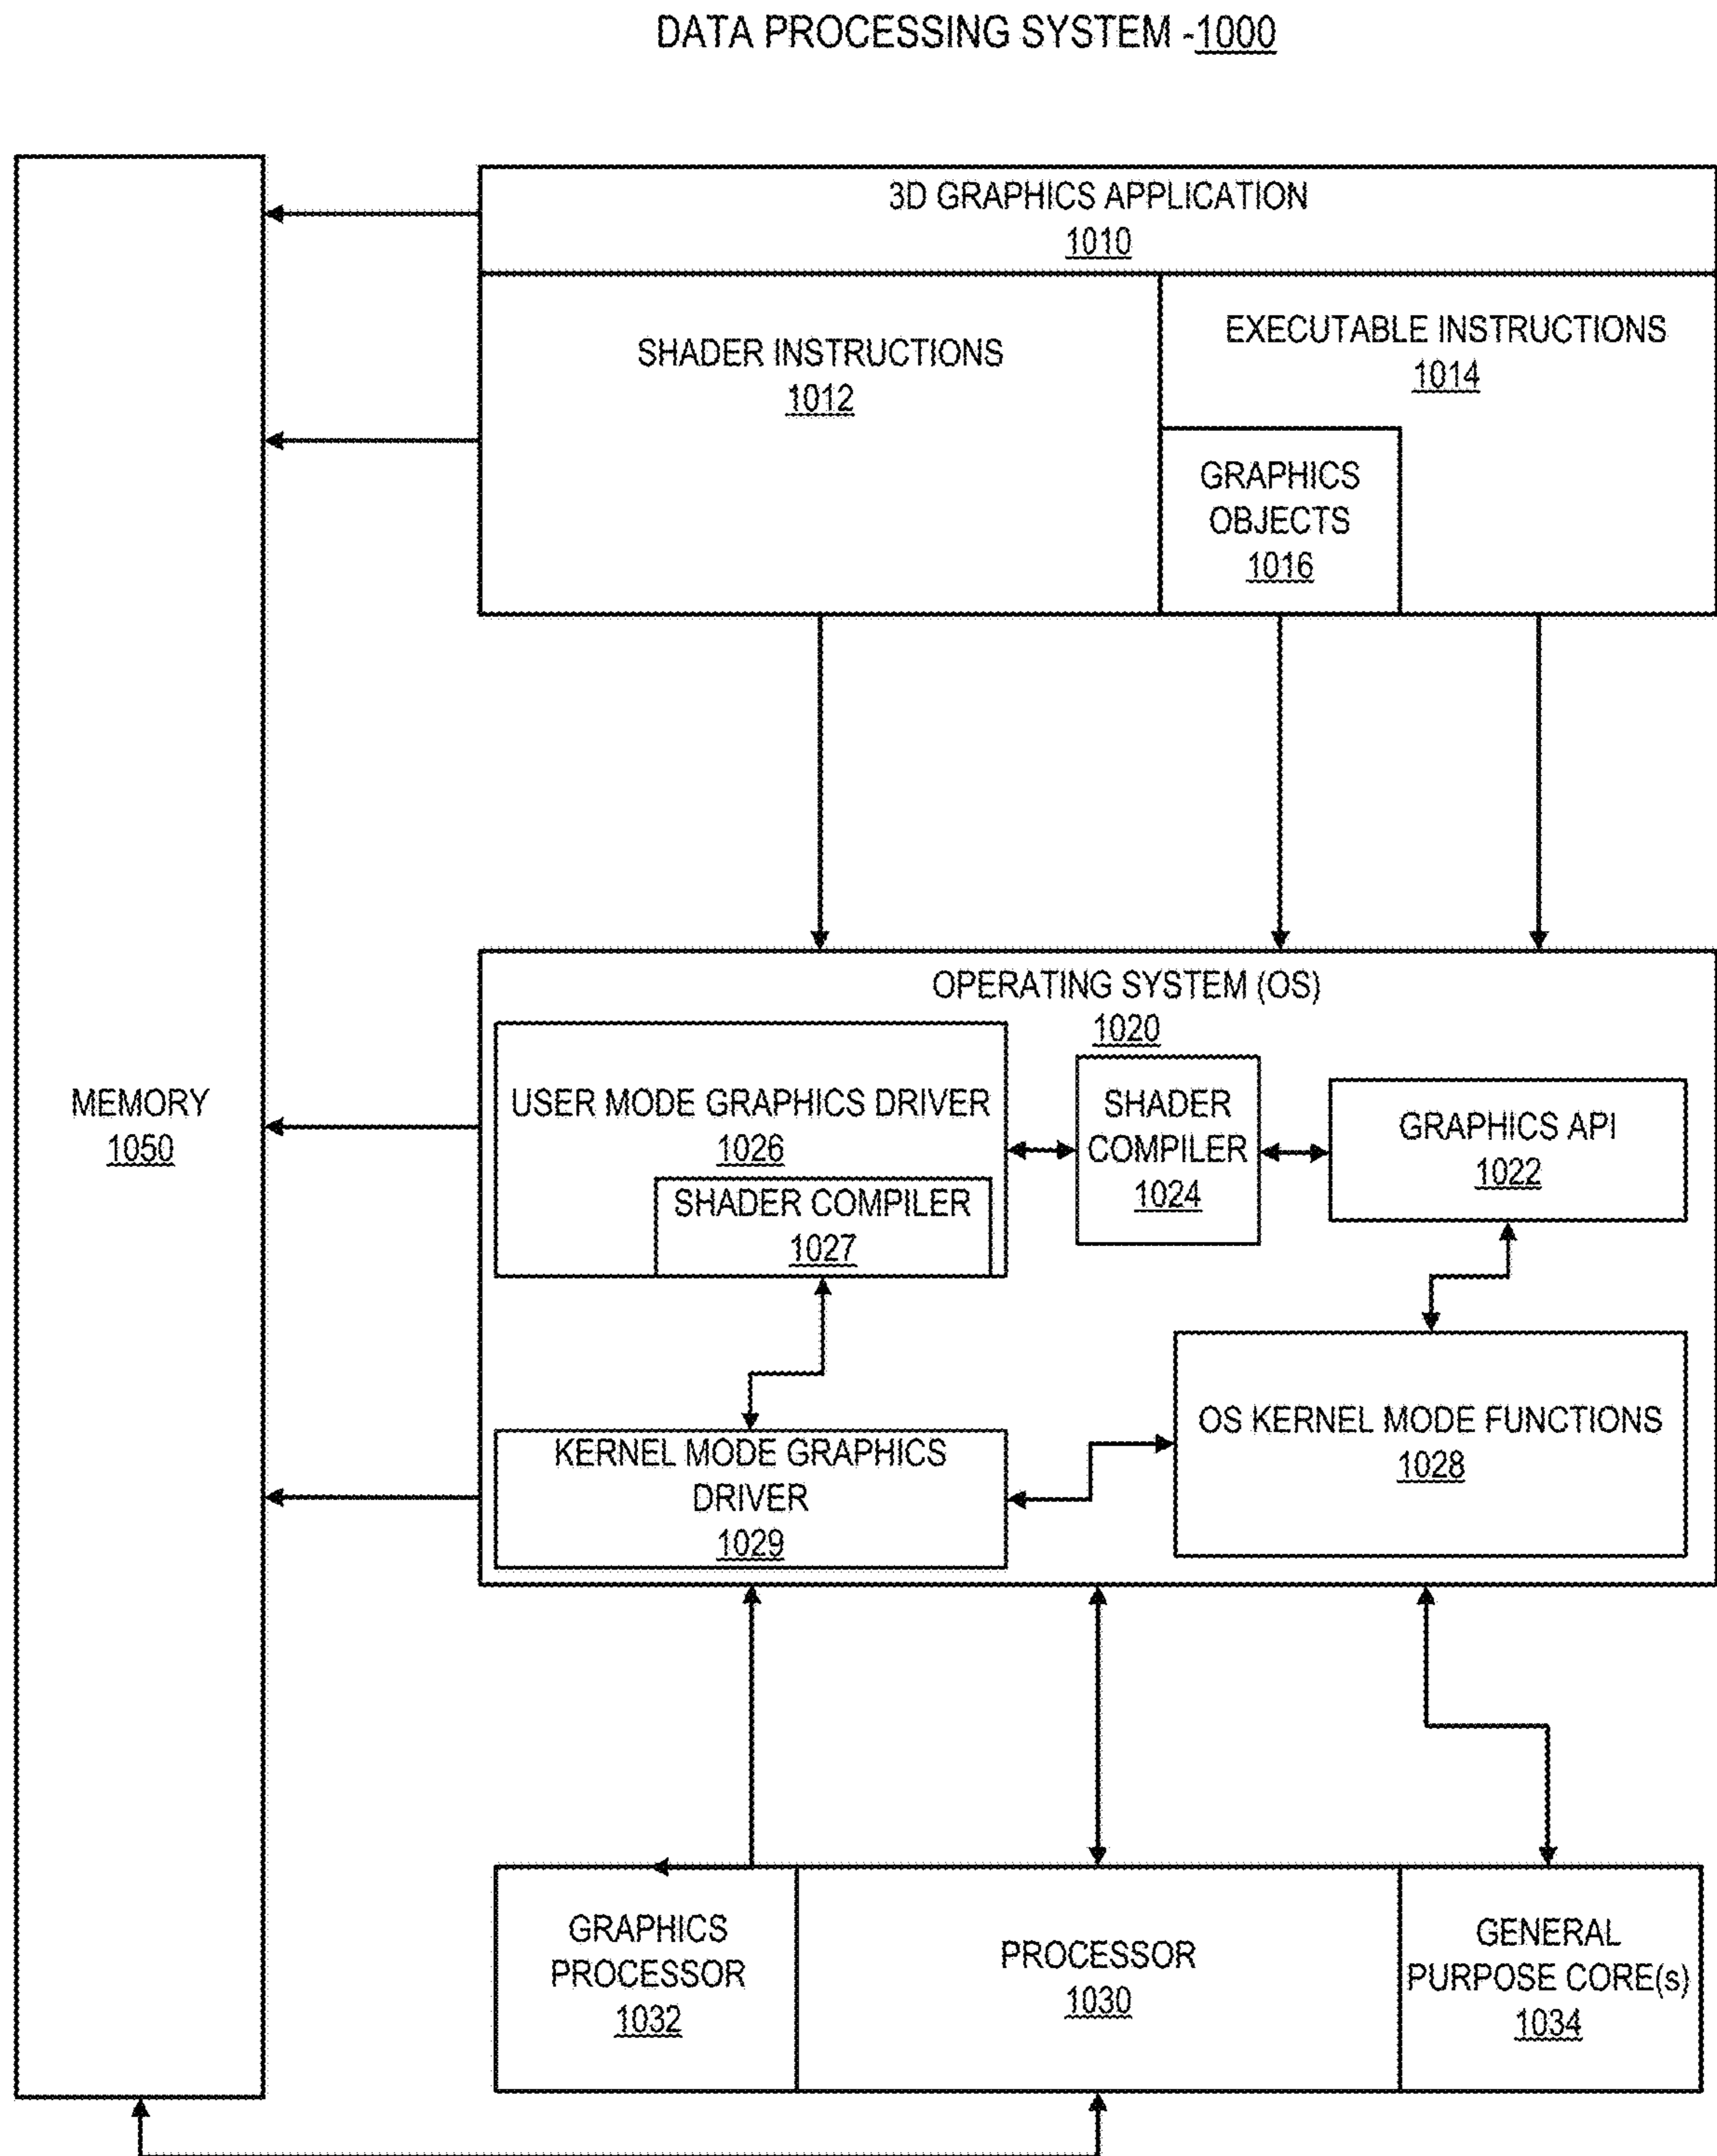 DATA PROCESSING SYSTEM -1000
3D GRAPHICS APPLICATION
1010
SHADER INSTRUCTIONS
1012
EXECUTABLE INSTRUCTIONS
1014
GRAPHICS
OBJECTS
1016
MEMORY
1050
OPERATING SYSTEM (OS)
1020
USER MODE GRAPHICS DRIVER
1026
SHADER COMPILER
1027
SHADER
COMPILER
1024
GRAPHICS API
1022
KERNEL MODE GRAPHICS
DRIVER
1029
OS KERNEL MODE FUNCTIONS
1028
GRAPHICS
PROCESSOR
1032
PROCESSOR
1030
GENERAL
PURPOSE CORE(s)
1034